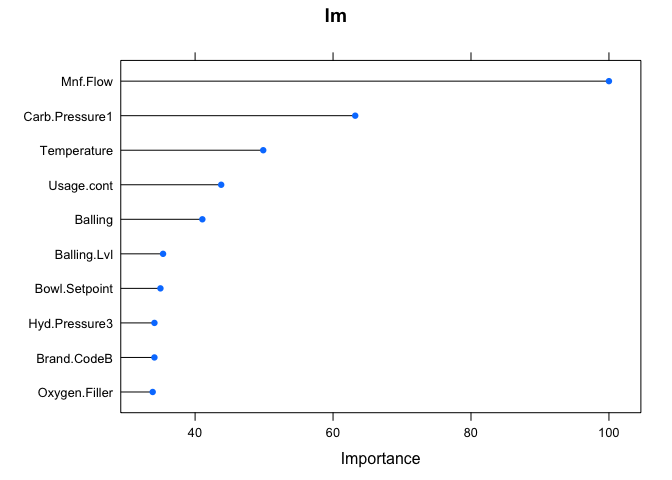 lm
Mnf.Flow
Carb.Pressure1
Temperature
Usage.cont
Balling
Balling.Lvl
Bowl.Setpoint
Hyd.Pressure3
Brand.CodeB
Oxygen.Filler
40 60 80 100
Importance